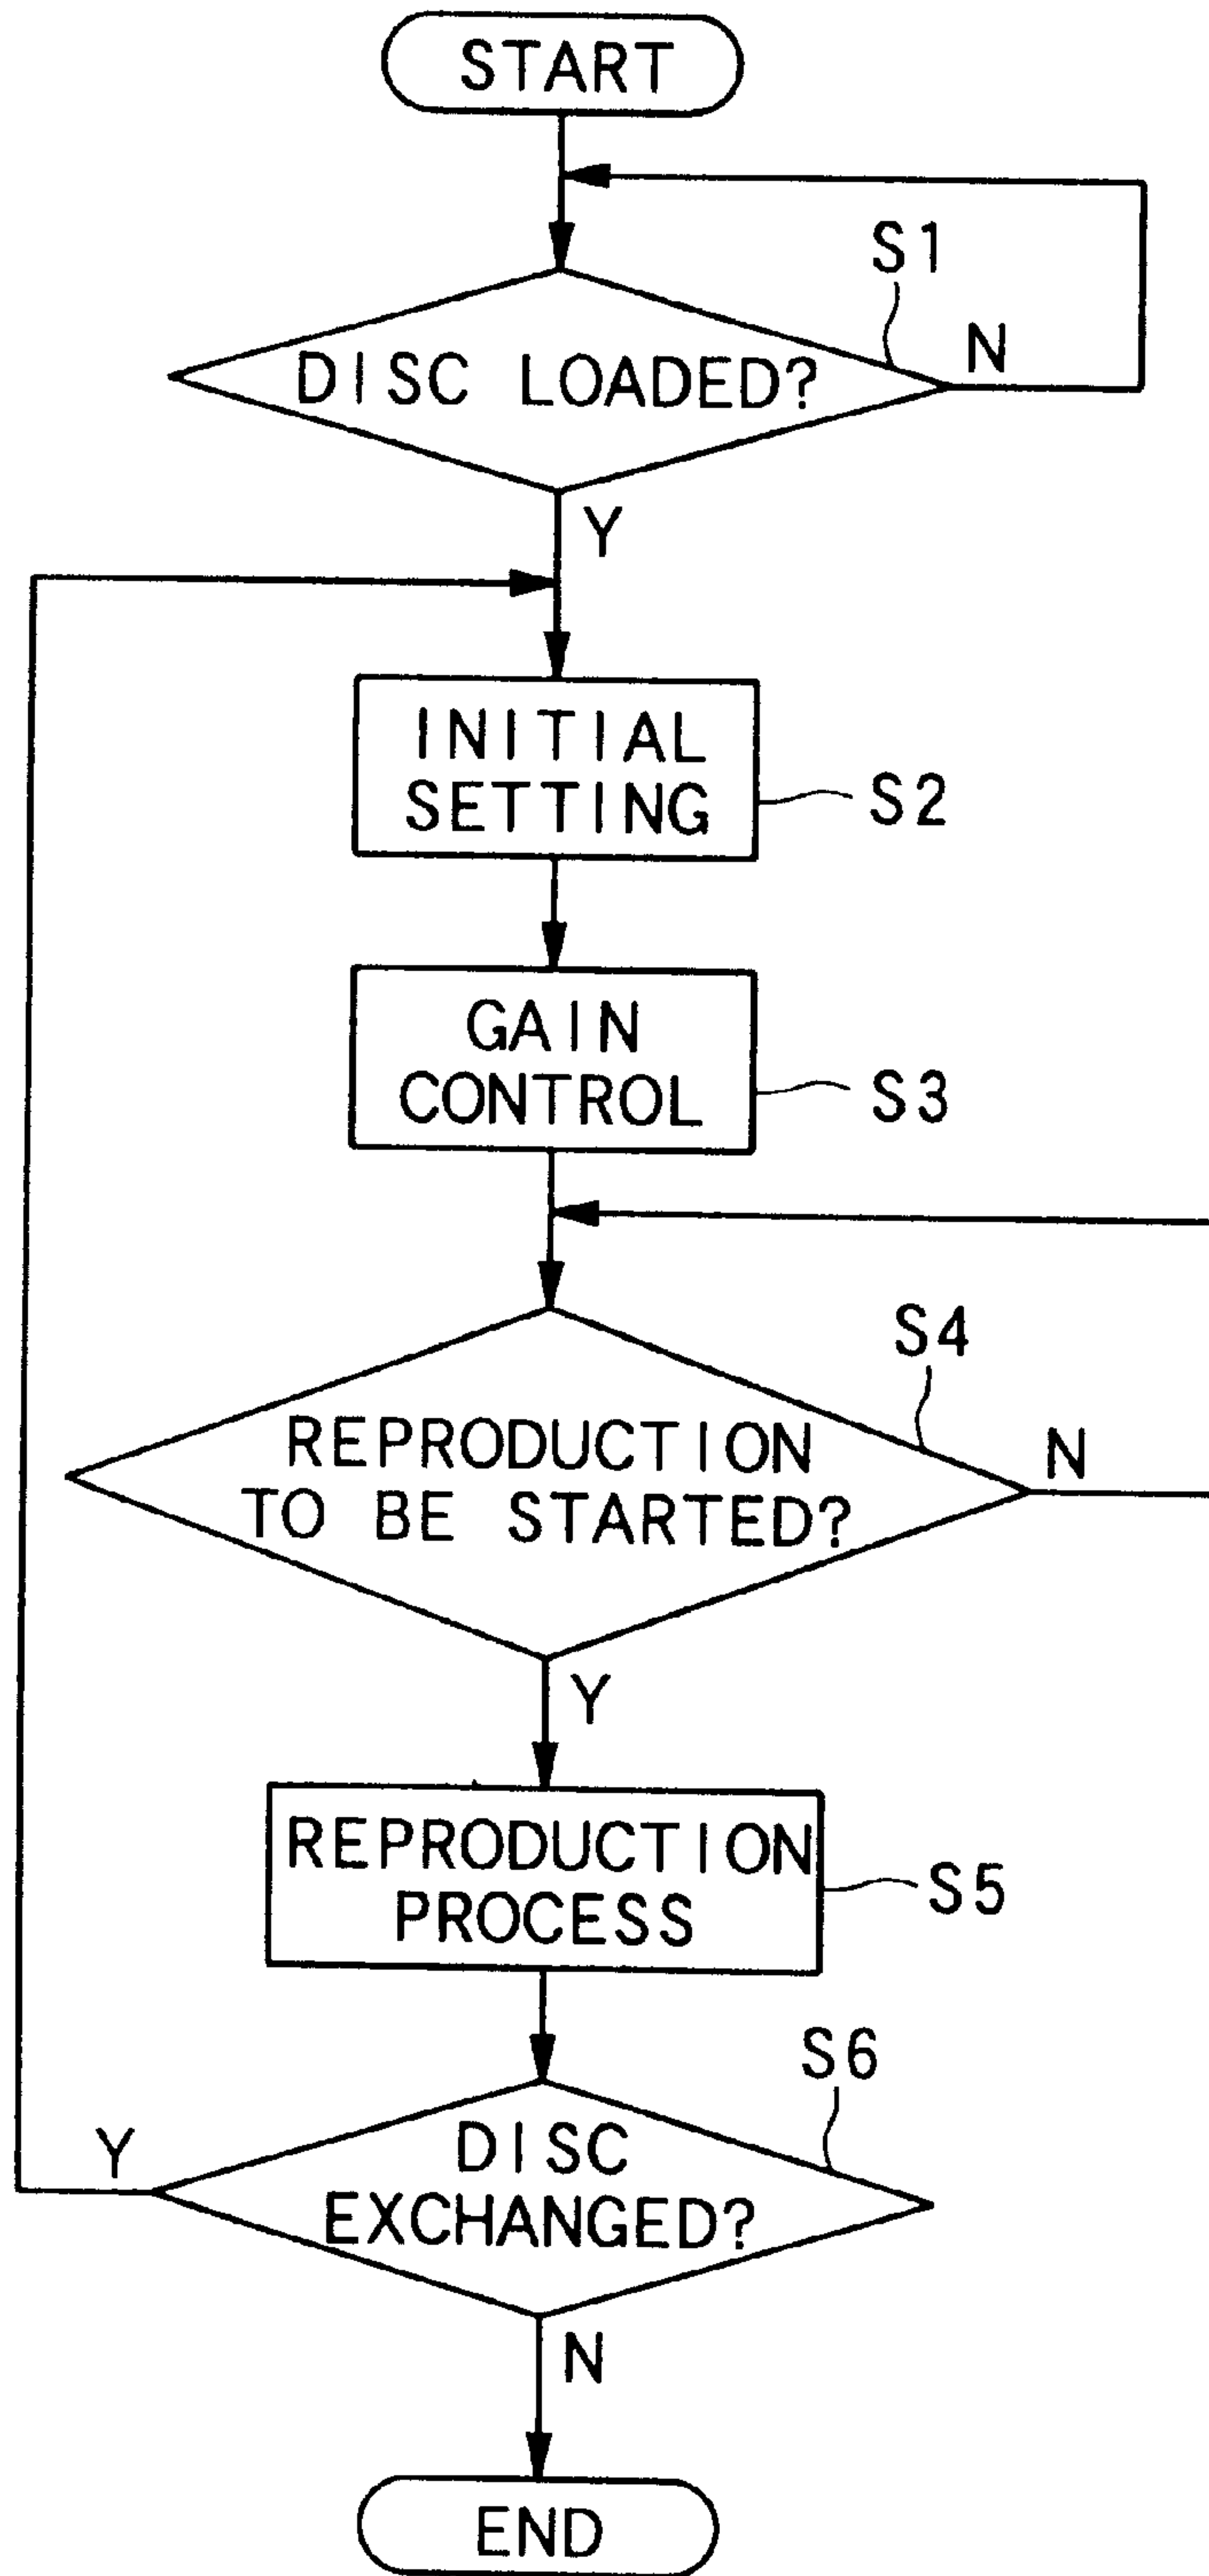 START
S1
DISC LOADED?
N
Y
INITIAL
SETTING
S2
GAIN
CONTROL
S3
S4
REPRODUCTION
TO BE STARTED?
N
Y
REPRODUCTION
PROCESS
S5
S6
DISC
EXCHANGED?
Y
N
END